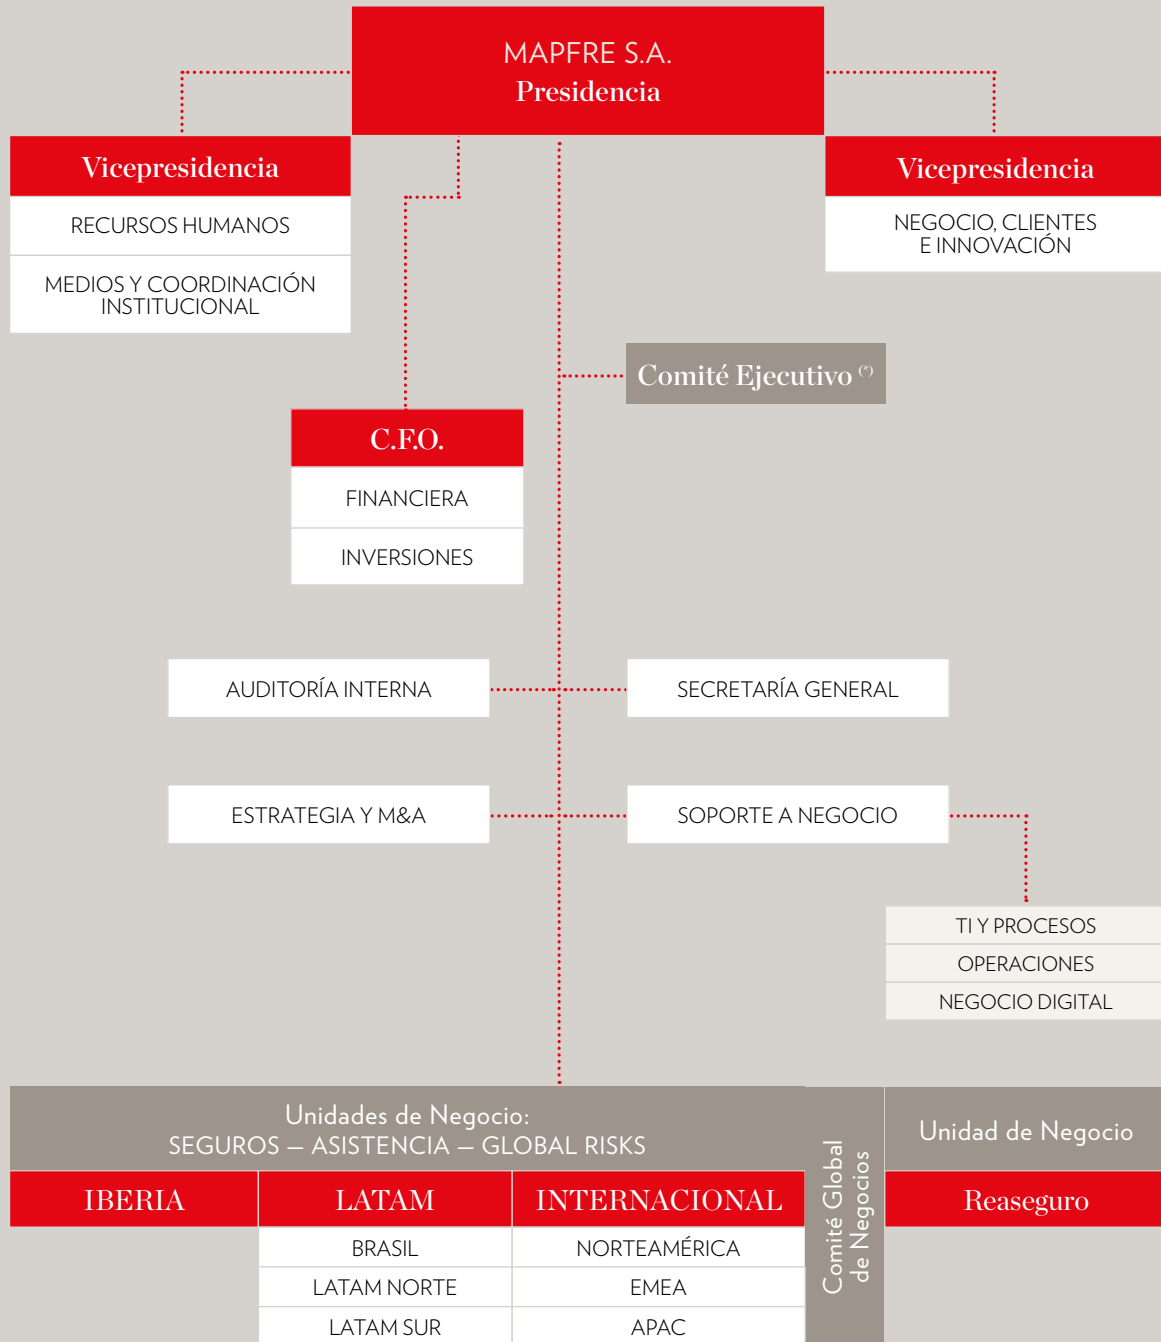 MAPFRE S.A.
Presidencia
Vicepresidencia
RECURSOS HUMANOS
MEDIOS Y COORDINACIÓN
INSTITUCIONAL
Vicepresidencia
NEGOCIO, CLIENTES
E INNOVACIÓN
Comité Ejecutivo (*)
C.F.O.
FINANCIERA
INVERSIONES
AUDITORÍA INTERNA
SECRETARÍA GENERAL
ESTRATEGIA Y M&A
SOPORTE A NEGOCIO
TI Y PROCESOS
OPERACIONES
NEGOCIO DIGITAL
Unidades de Negocio:
SEGUROS — ASISTENCIA — GLOBAL RISKS
IBERIA
LATAM
BRASIL
LATAM NORTE
LATAM SUR
INTERNACIONAL
NORTEAMÉRICA
EMEA
APAC
Comité Global
de Negocios
Unidad de Negocio
Reaseguro